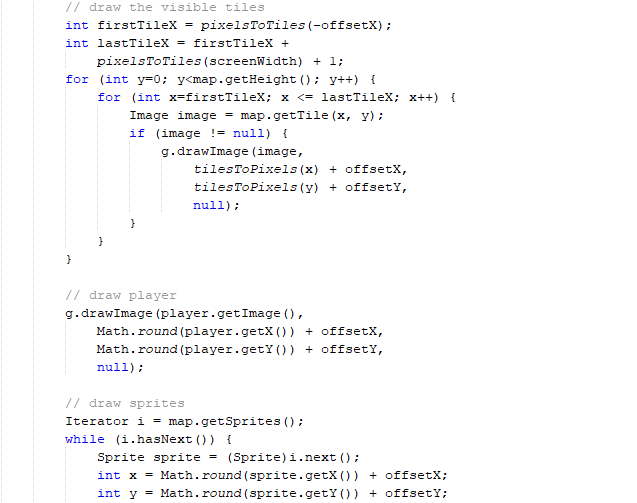 // draw the visible tiles
int firstTileX = pixelsToTiles(-offsetX);
int lastTileX = firstTileX +
    pixelsToTiles(screenWidth) + 1;
for (int y=0; y<map.getHeight(); y++) {
    for (int x=firstTileX; x <= lastTileX; x++) {
        Image image = map.getTile(x, y);
        if (image != null) {
            g.drawImage(image,
                tilesToPixels(x) + offsetX,
                tilesToPixels(y) + offsetY,
                null);
        }
    }
}

// draw player
g.drawImage(player.getImage(),
    Math.round(player.getX()) + offsetX,
    Math.round(player.getY()) + offsetY,
    null);

// draw sprites
Iterator i = map.getSprites();
while (i.hasNext()) {
    Sprite sprite = (Sprite)i.next();
    int x = Math.round(sprite.getX()) + offsetX;
    int y = Math.round(sprite.getY()) + offsetY;